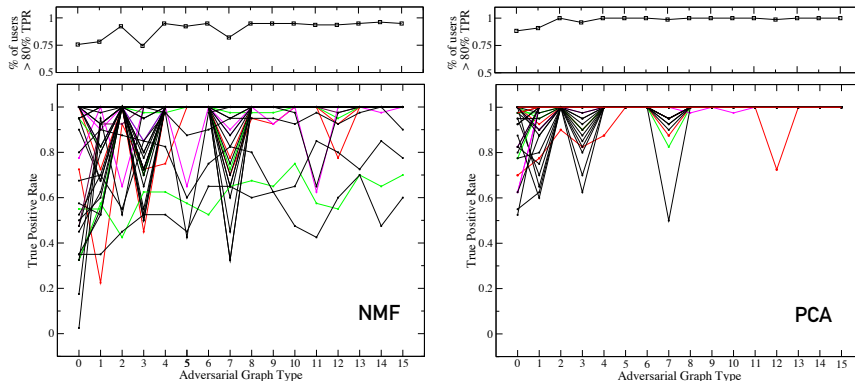 % of users
> 80% TPR
1
0.75
0.5
True Positive Rate
1
0.8
0.6
0.4
0.2
0
NMF
0 1 2 3 4 5 6 7 8 9 10 11 12 13 14 15
Adversarial Graph Type
% of users
> 80% TPR
1
0.75
0.5
True Positive Rate
1
0.8
0.6
0.4
0.2
0
PCA
0 1 2 3 4 5 6 7 8 9 10 11 12 13 14 15
Adversarial Graph Type